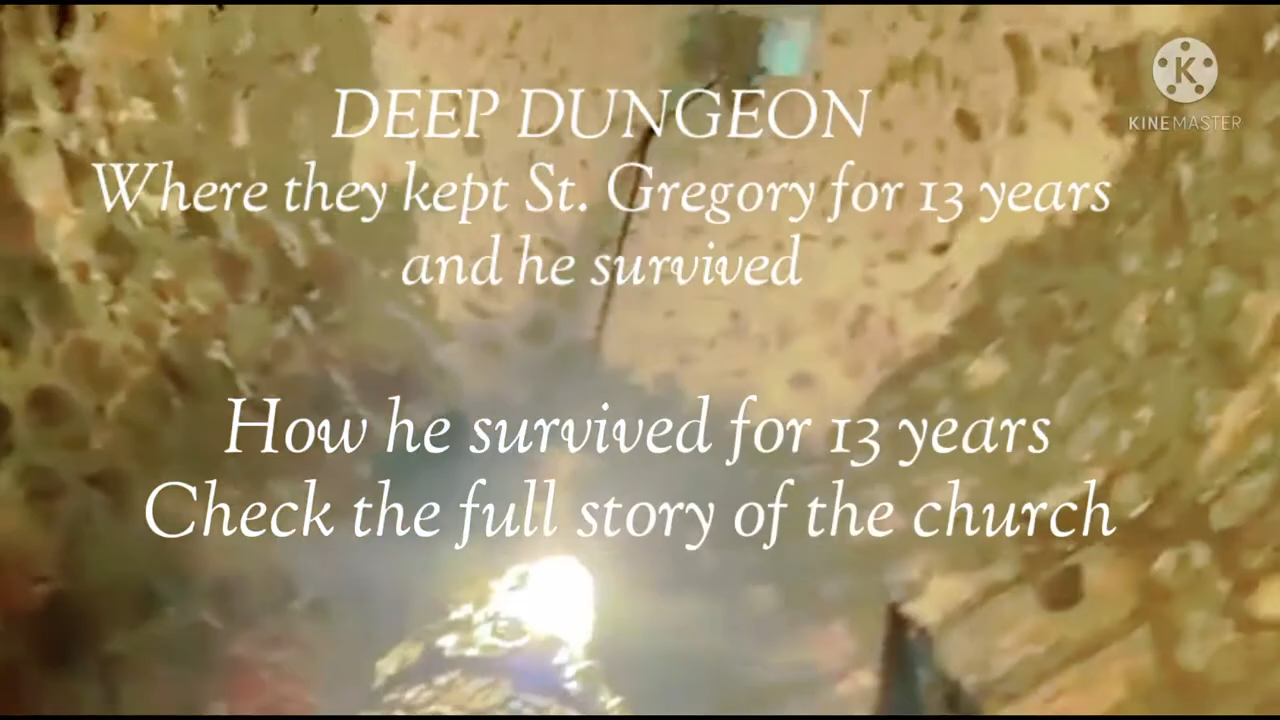 DEEP DUNGEON
Where they kept St. Gregory for 13 years
and he survived
How he survived for 13 years
Check the full story of the church
K
KINEMASTER